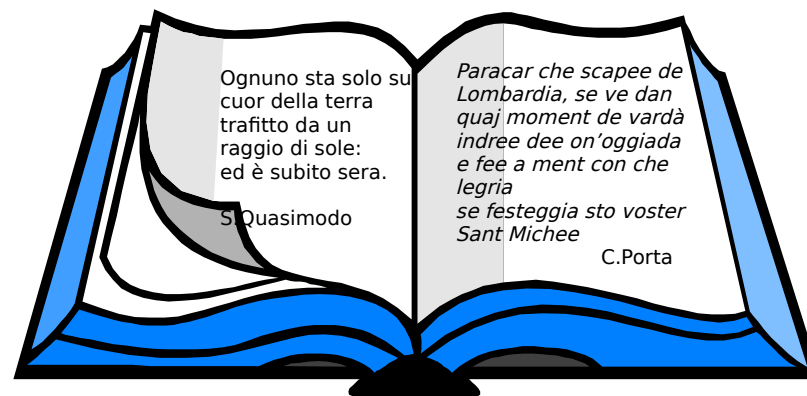 Ognuno sta solo su
cuor della terra
trafitto da un
raggio di sole:
ed è subito sera.
S.Quasimodo
Paracar che scapee de
Lombardia, se ve dan
quaj moment de vardà
indree dee on’oggiada
e fee a ment con che
legria
se festeggia sto voster
Sant Michee
C.Porta